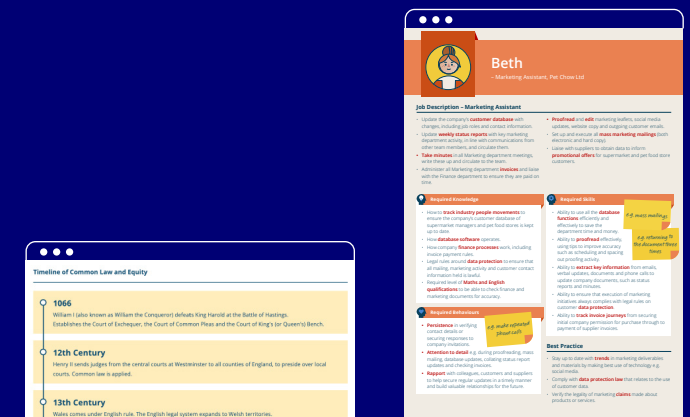 Timeline of Common Law and Equity
1066
William I (also known as William the Conqueror) defeats King Harold at the Battle of Hastings.
Establishes the Court of Exchequer, the Court of Common Pleas and the Court of King's (or Queen's) Bench.
12th Century
Henry II sends judges from the central courts at Westminster to all counties of England, to preside over local
courts. Common law is applied.
13th Century
Wales comes under English rule. The English legal system expands to Welsh territories.
Beth
– Marketing Assistant, Pet Chow Ltd
Job Description – Marketing Assistant
Update the company's customer database with
changes, including job roles and contact information.
Update weekly status reports with key marketing
department activity, in line with communications from
other team members, and circulate them.
Take minutes in all Marketing department meetings,
write these up and circulate to the team.
Administer all Marketing department invoices and liaise
with the Finance department to ensure they are paid on
time.
Proofread and edit marketing leaflets, social media
updates, website copy and outgoing customer emails.
Set up and execute all mass marketing mailings (both
electronic and hard copy).
Liaise with suppliers to obtain data to inform
promotional offers for supermarket and pet food store
customers.
Required Knowledge
How to track industry people movements to
ensure the company's customer database of
supermarket managers and pet food stores is kept
up to date.
How database software operates.
How company finance processes work, including
invoice payment rules.
Legal rules around data protection to ensure that
all mailing, marketing activity and customer contact
information held is lawful.
Required level of Maths and English
qualifications to be able to check finance and
marketing documents for accuracy.
Required Behaviours
Persistence in verifying
contact details or
securing responses to
company invitations.
e.g. make repeated
phone calls
Attention to detail e.g. during proofreading, mass
mailing, database updates, collating status report
updates and checking invoices.
Rapport with colleagues, customers and suppliers
to help secure regular updates in a timely manner
and build valuable long-term relationships.
Required Skills
Ability to use all the database
functions efficiently and
effectively to save the
department time and money.
e.g. mass mailings
Ability to proofread effectively,
using tips to improve accuracy,
such as scheduling and spacing
out proofing activity.
e.g. returning to
the document three
times
Ability to extract key information from emails,
verbal updates, documents and phone calls to
update company documents, such as status
reports and minutes.
Ability to ensure that execution of marketing
initiatives always complies with legal rules on
customer data protection.
Ability to track invoice journeys from securing
initial company permission for purchase through to
payment of supplier invoices.
Best Practice
Stay up to date with trends in marketing deliverables
and materials by making best use of technology e.g.
social media.
Comply with data protection law that relates to the use
of customer data.
Verify the legality of marketing claims made about
products or services.